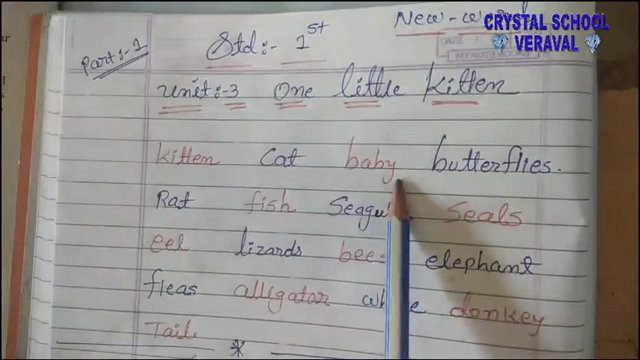 CRYSTAL SCHOOL
VERAVAL
Part:-1 Std:- 1st New-
Unit:-3 One little kitten
kitten Cat baby butterflies.
Rat fish Seals
eel lizards elephant
fleas alligator donkey
Tail
*